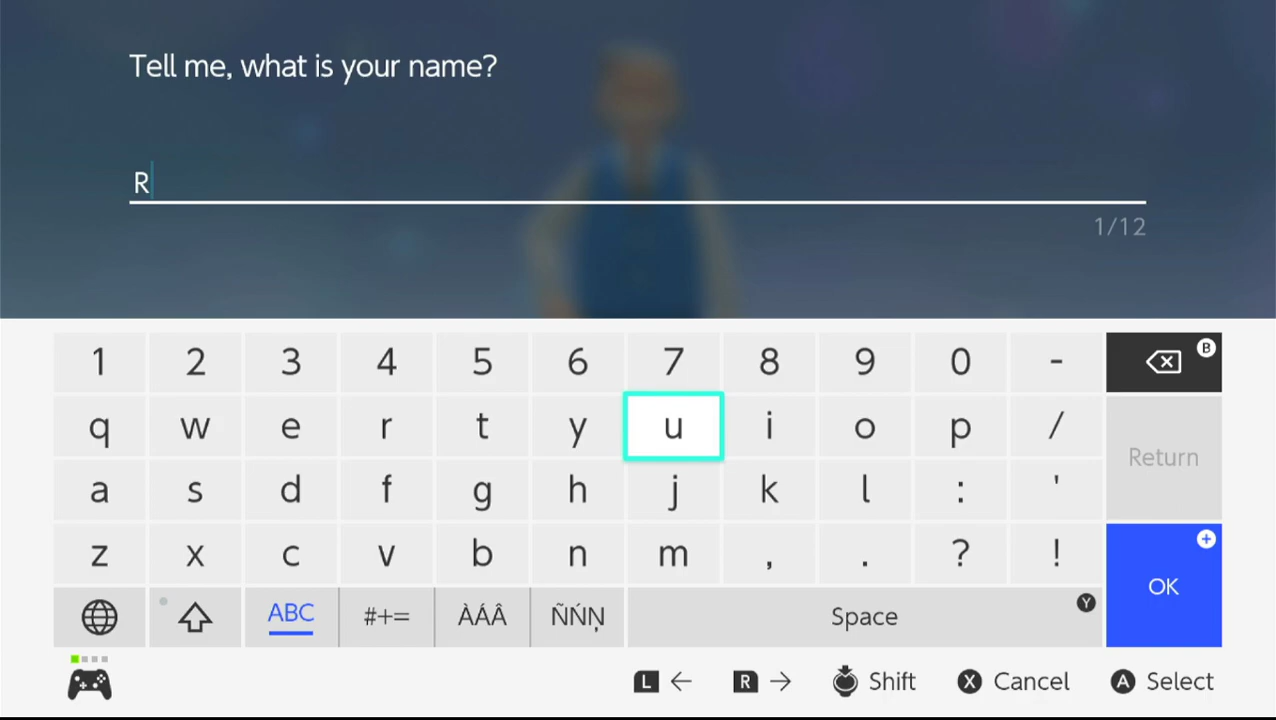 Tell me, what is your name?
R
1/12
1 2 3 4 5 6 7 8 9 0 - B
q w e r t y u i o p / Return
a s d f g h j k l : '
z x c v b n m , . ? ! + OK
ABC #+= ÀÁÂ ÑŃŅ Space Y
L ← R → Shift X Cancel A Select